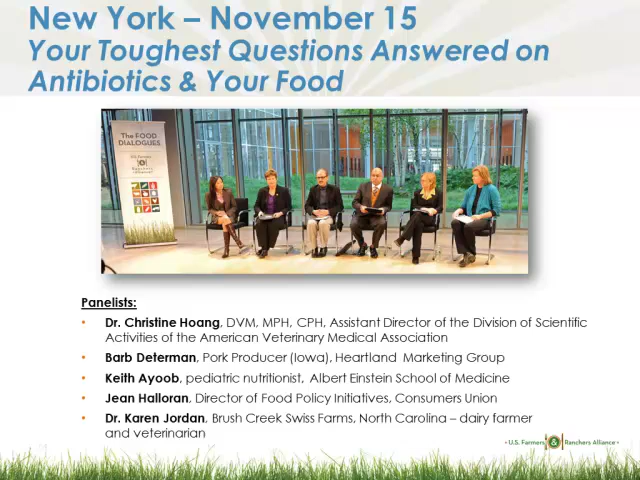 New York – November 15
Your Toughest Questions Answered on
Antibiotics & Your Food
The FOOD
DIALOGUES
U.S. Farmers
&
Ranchers Alliance
Panelists:
• Dr. Christine Hoang, DVM, MPH, CPH, Assistant Director of the Division of Scientific
Activities of the American Veterinary Medical Association
• Barb Determan, Pork Producer (Iowa), Heartland Marketing Group
• Keith Ayoob, pediatric nutritionist, Albert Einstein School of Medicine
• Jean Halloran, Director of Food Policy Initiatives, Consumers Union
• Dr. Karen Jordan, Brush Creek Swiss Farms, North Carolina – dairy farmer
and veterinarian
• U.S. Farmers & Ranchers Alliance •